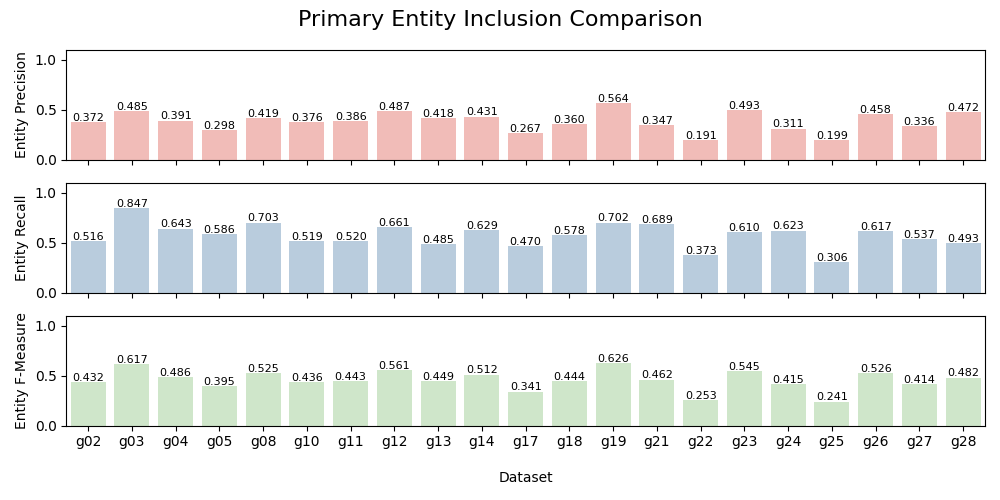 Primary Entity Inclusion Comparison
Entity Precision
1.0
0.5
0.0
0.372 0.485 0.391 0.298 0.419 0.376 0.386 0.487 0.418 0.431 0.267 0.360 0.564 0.347 0.191 0.493 0.311 0.199 0.458 0.336 0.472
Entity Recall
1.0
0.5
0.0
0.516 0.847 0.643 0.586 0.703 0.519 0.520 0.661 0.485 0.629 0.470 0.578 0.702 0.689 0.373 0.610 0.623 0.306 0.617 0.537 0.493
Entity F-Measure
1.0
0.5
0.0
0.432 0.617 0.486 0.395 0.525 0.436 0.443 0.561 0.449 0.512 0.341 0.444 0.626 0.462 0.253 0.545 0.415 0.241 0.526 0.414 0.482
g02 g03 g04 g05 g08 g10 g11 g12 g13 g14 g17 g18 g19 g21 g22 g23 g24 g25 g26 g27 g28
Dataset